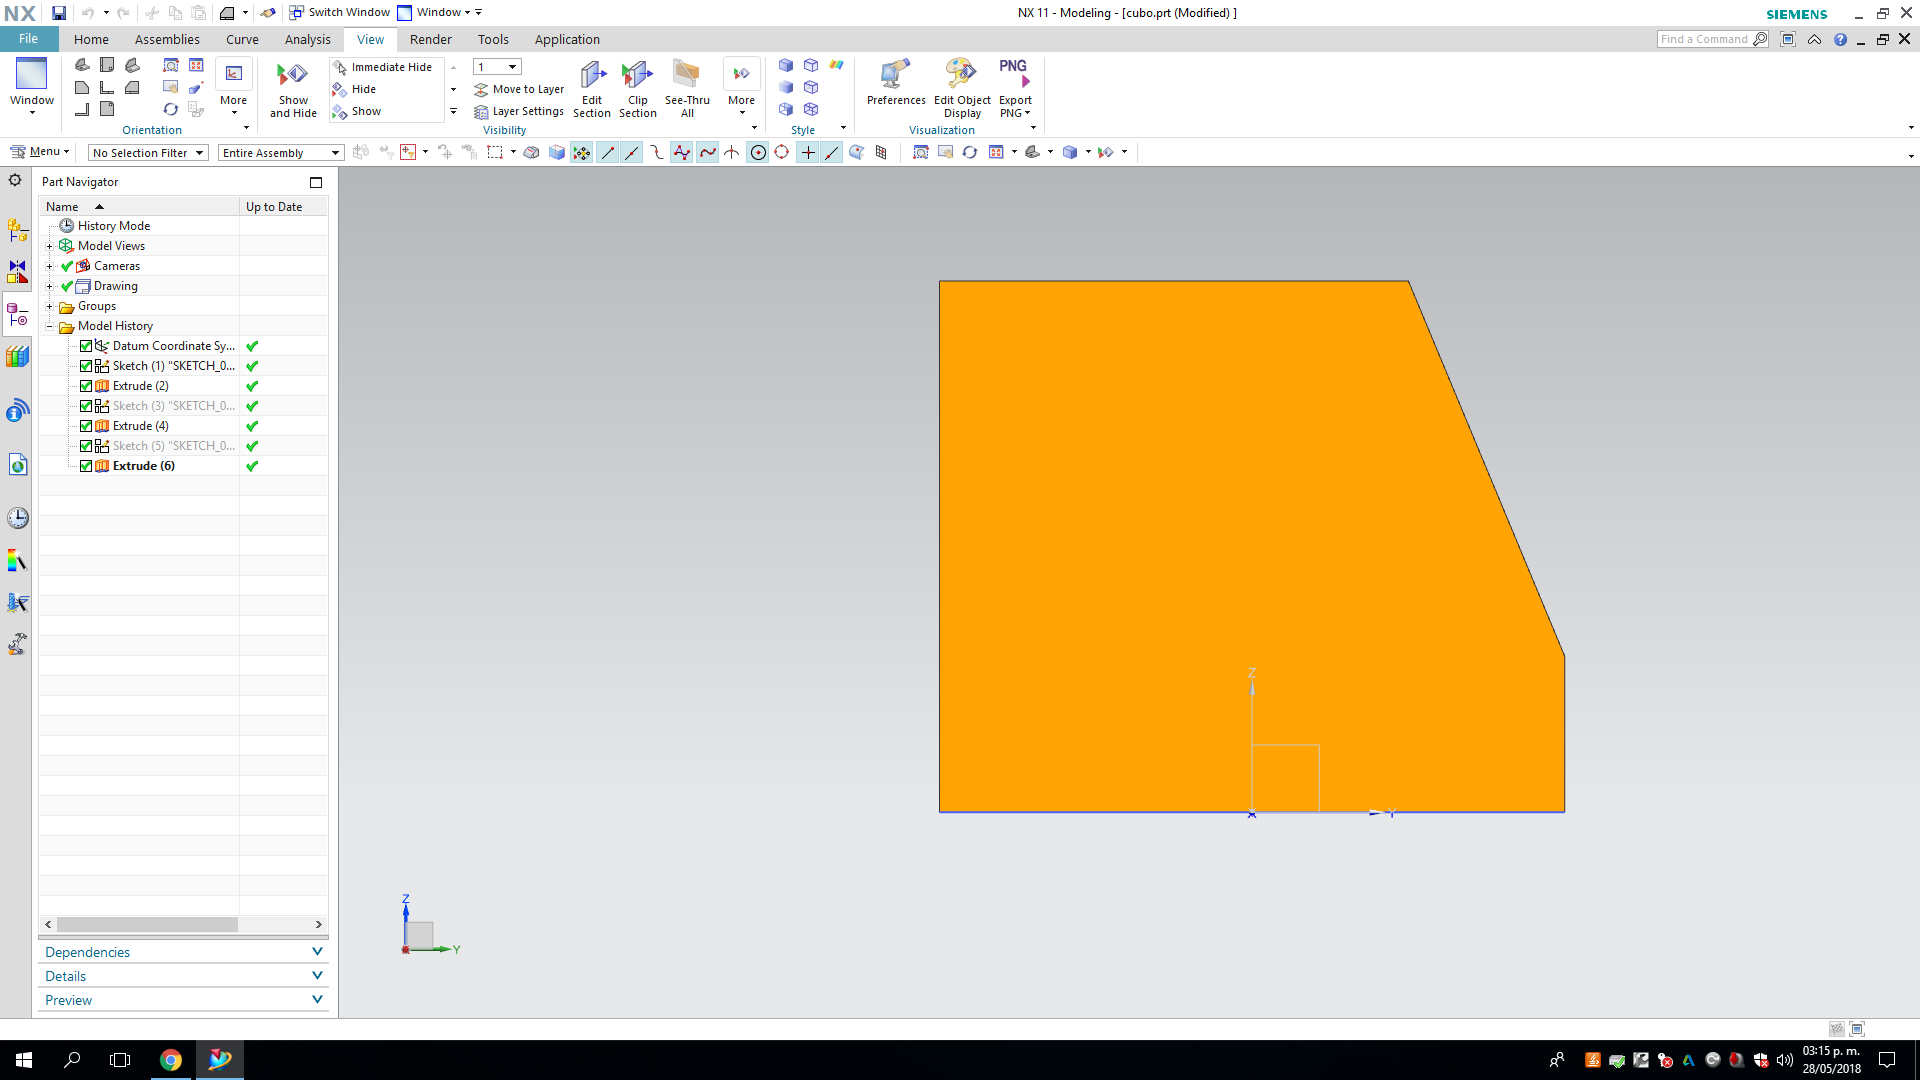 NX Switch Window Window NX 11 - Modeling - [cubo.prt (Modified) ] SIEMENS
File Home Assemblies Curve Analysis View Render Tools Application Find a Command
Window
More
Show and Hide
Immediate Hide
Hide
Show
1
Move to Layer
Layer Settings
Edit Section
Clip Section
See-Thru All
More
Preferences
Edit Object Display
PNG
Export PNG
Orientation Visibility Style Visualization
Menu No Selection Filter Entire Assembly
Part Navigator
Name Up to Date
History Mode
Model Views
Cameras
Drawing
Groups
Model History
Datum Coordinate Sy...
Sketch (1) "SKETCH_0...
Extrude (2)
Sketch (3) "SKETCH_0...
Extrude (4)
Sketch (5) "SKETCH_0...
Extrude (6)
Z
X Y
Z
Y
Dependencies
Details
Preview
03:15 p. m.
28/05/2018